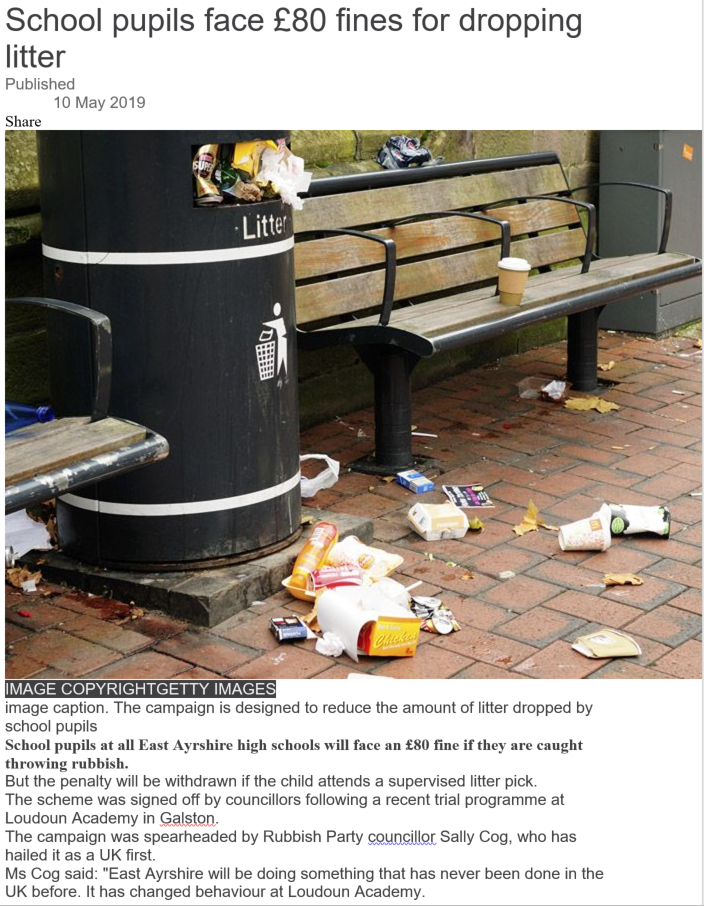 School pupils face £80 fines for dropping
litter
Published
10 May 2019
Share
Litter
Chicken
IMAGE COPYRIGHTGETTY IMAGES
image caption. The campaign is designed to reduce the amount of litter dropped by
school pupils
School pupils at all East Ayrshire high schools will face an £80 fine if they are caught
throwing rubbish.
But the penalty will be withdrawn if the child attends a supervised litter pick.
The scheme was signed off by councillors following a recent trial programme at
Loudoun Academy in Galston.
The campaign was spearheaded by Rubbish Party councillor Sally Cog, who has
hailed it as a UK first.
Ms Cog said: "East Ayrshire will be doing something that has never been done in the
UK before. It has changed behaviour at Loudoun Academy.